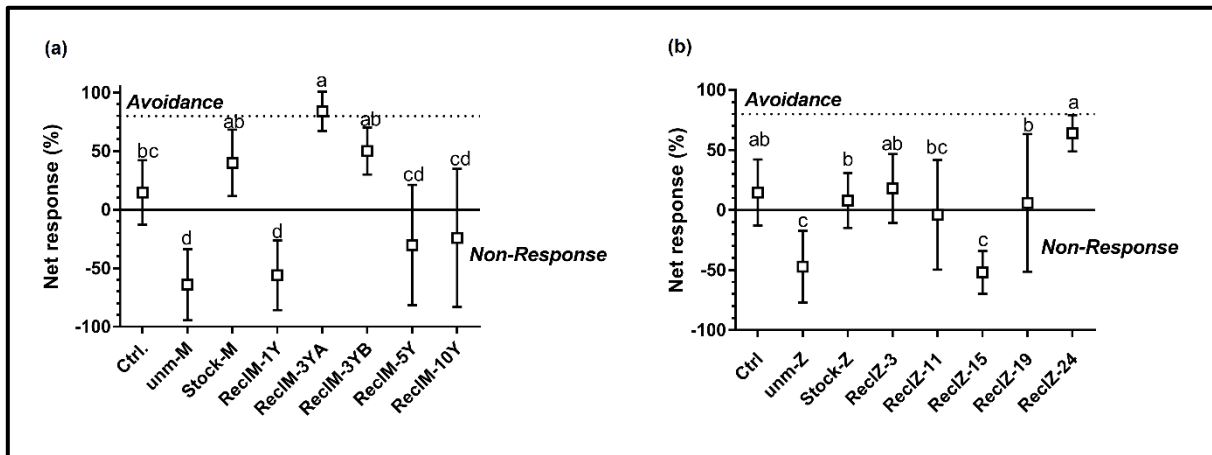 (a)
Net response (%)
100
50
0
-50
-100
Avoidance
Non-Response
bc
d
ab
d
a
ab
cd
cd
Ctrl.
unm-M
Stock-M
ReclM-1Y
ReclM-3YA
ReclM-3YB
ReclM-5Y
ReclM-10Y
(b)
Net response (%)
100
50
0
-50
-100
Avoidance
Non-Response
ab
c
b
ab
bc
c
b
a
Ctrl
unm-Z
Stock-Z
ReclZ-3
ReclZ-11
ReclZ-15
ReclZ-19
ReclZ-24